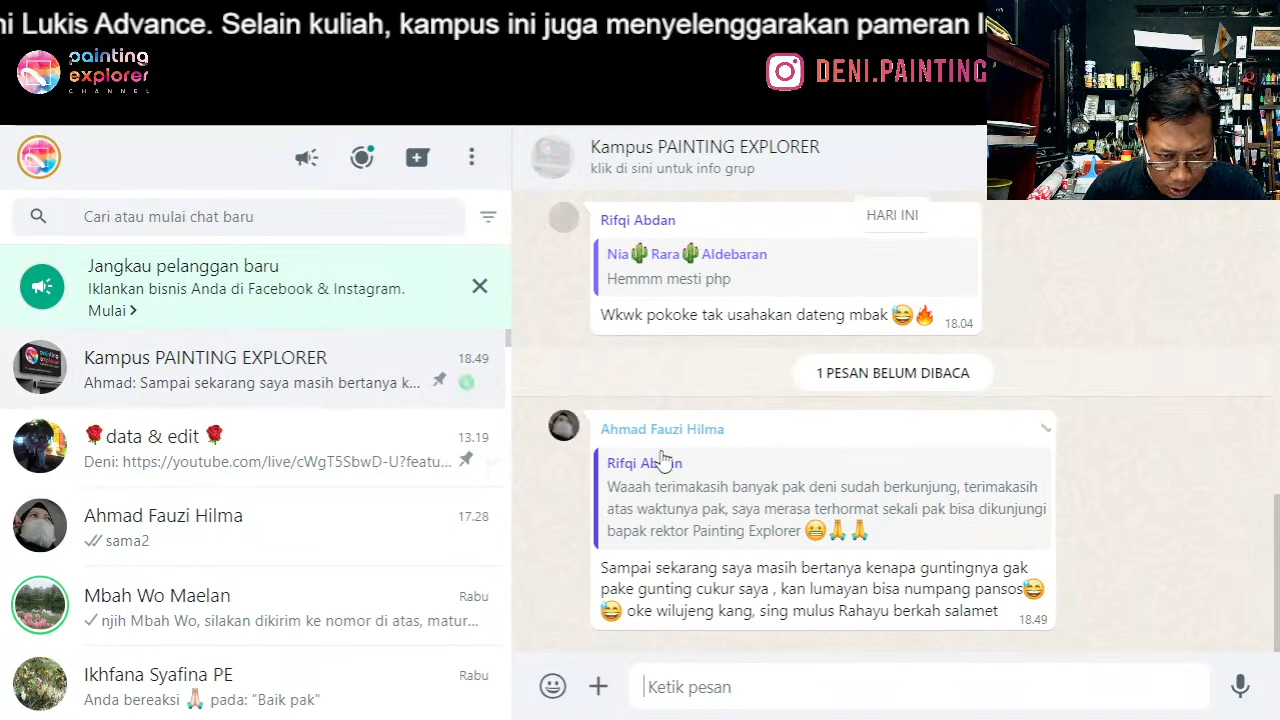 ni Lukis Advance. Selain kuliah, kampus ini juga menyelenggarakan pameran
painting
explorer
CHANNEL
DENI.PAINTING
Kampus PAINTING EXPLORER
klik di sini untuk info grup
Cari atau mulai chat baru
Jangkau pelanggan baru
Iklankan bisnis Anda di Facebook & Instagram.
Mulai >
Kampus PAINTING EXPLORER
18.49
Ahmad: Sampai sekarang saya masih bertanya k...
🌹data & edit 🌹
13.19
Deni: https://youtube.com/live/cWgT5SbwD-U?featu...
Ahmad Fauzi Hilma
17.28
sama2
Mbah Wo Maelan
Rabu
njih Mbah Wo, silakan dikirim ke nomor di atas, matur...
Ikhfana Syafina PE
Rabu
Anda bereaksi 🙏🏻 pada: "Baik pak"
HARI INI
Rifqi Abdan
Nia🌵Rara🌵Aldebaran
Hemmm mesti php
Wkwk pokoke tak usahakan dateng mbak 😅🔥
18.04
1 PESAN BELUM DIBACA
Ahmad Fauzi Hilma
Rifqi Abdan
Waaah terimakasih banyak pak deni sudah berkunjung, terimakasih
atas waktunya pak, saya merasa terhormat sekali pak bisa dikunjungi
bapak rektor Painting Explorer 😁🙏🙏
Sampai sekarang saya masih bertanya kenapa guntingnya gak
pake gunting cukur saya , kan lumayan bisa numpang pansos😅
😅 oke wilujeng kang, sing mulus Rahayu berkah salamet
18.49
Ketik pesan